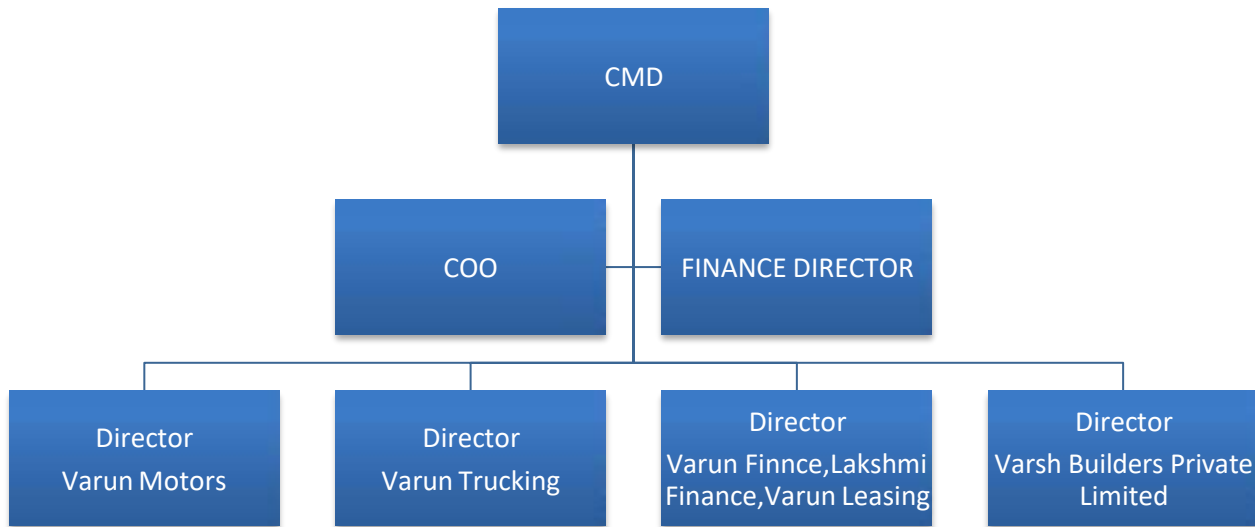 CMD
COO
FINANCE DIRECTOR
Director
Varun Motors
Director
Varun Trucking
Director
Varun Finnce,Lakshmi
Finance,Varun Leasing
Director
Varsh Builders Private
Limited